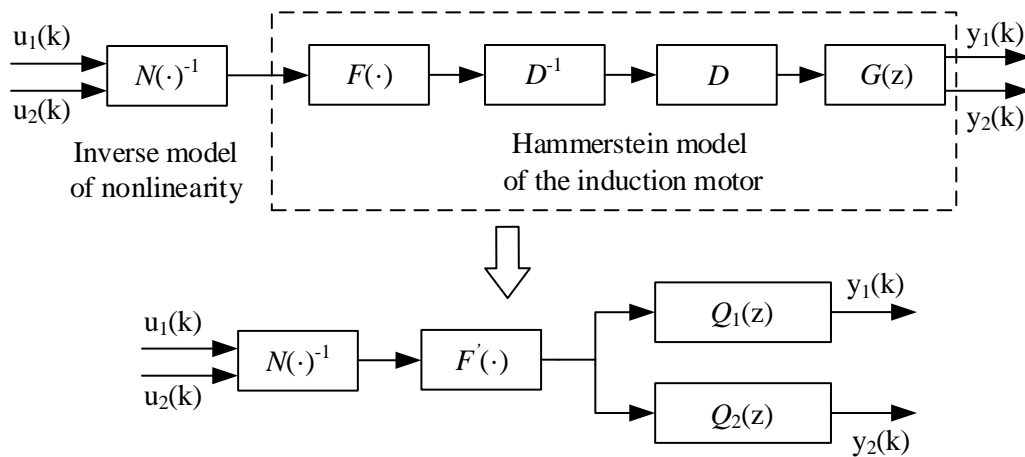 u₁(k)
u₂(k)
N(·)⁻¹
F(·)
D⁻¹
D
G(z)
y₁(k)
y₂(k)
Inverse model
of nonlinearity
Hammerstein model
of the induction motor
u₁(k)
u₂(k)
N(·)⁻¹
F'(·)
Q₁(z)
y₁(k)
Q₂(z)
y₂(k)